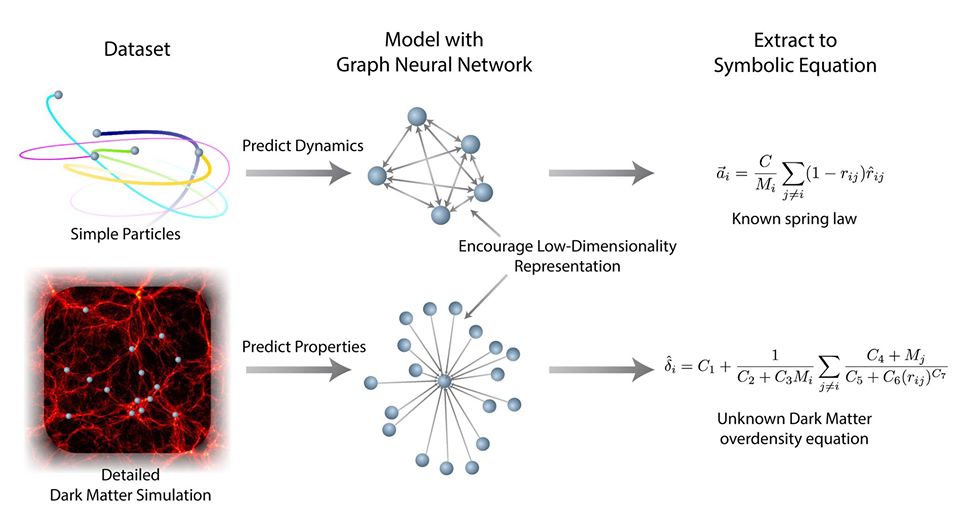 Dataset
Model with
Graph Neural Network
Extract to
Symbolic Equation
Predict Dynamics
Simple Particles
$\vec{a}_i = \frac{C}{M_i} \sum_{j \neq i} (1 - r_{ij}) \hat{r}_{ij}$
Known spring law
Encourage Low-Dimensionality
Representation
Predict Properties
$\hat{\delta}_i = C_1 + \frac{1}{C_2 + C_3 M_i} \sum_{j \neq i} \frac{C_4 + M_j}{C_5 + C_6 (r_{ij})^{C_7}}$
Unknown Dark Matter
overdensity equation
Detailed
Dark Matter Simulation